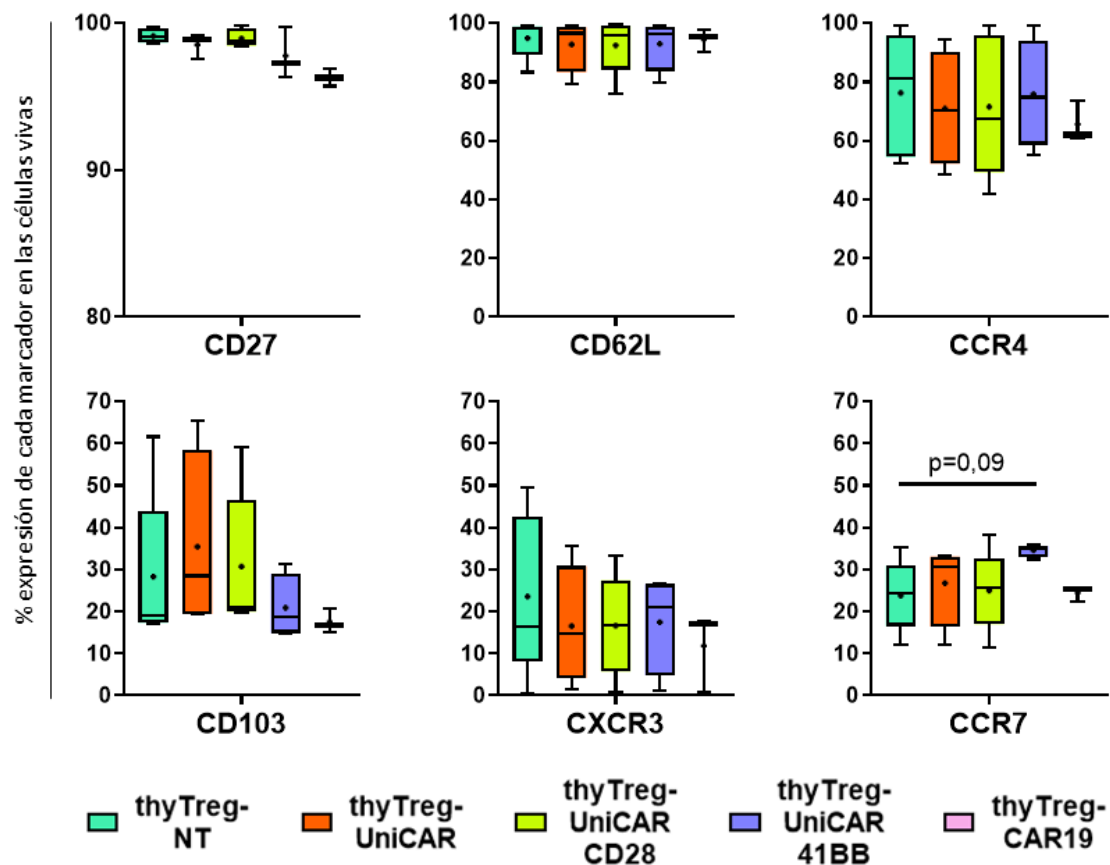 % expresión de cada marcador en las células vivas
100
90
80
CD27
100
80
60
40
20
0
CD62L
100
80
60
40
20
0
CCR4
70
60
50
40
30
20
10
0
CD103
70
60
50
40
30
20
10
0
CXCR3
70
60
50
40
30
20
10
0
p=0,09
CCR7
thyTreg-
NT
thyTreg-
UniCAR
thyTreg-
UniCAR
CD28
thyTreg-
UniCAR
41BB
thyTreg-
CAR19